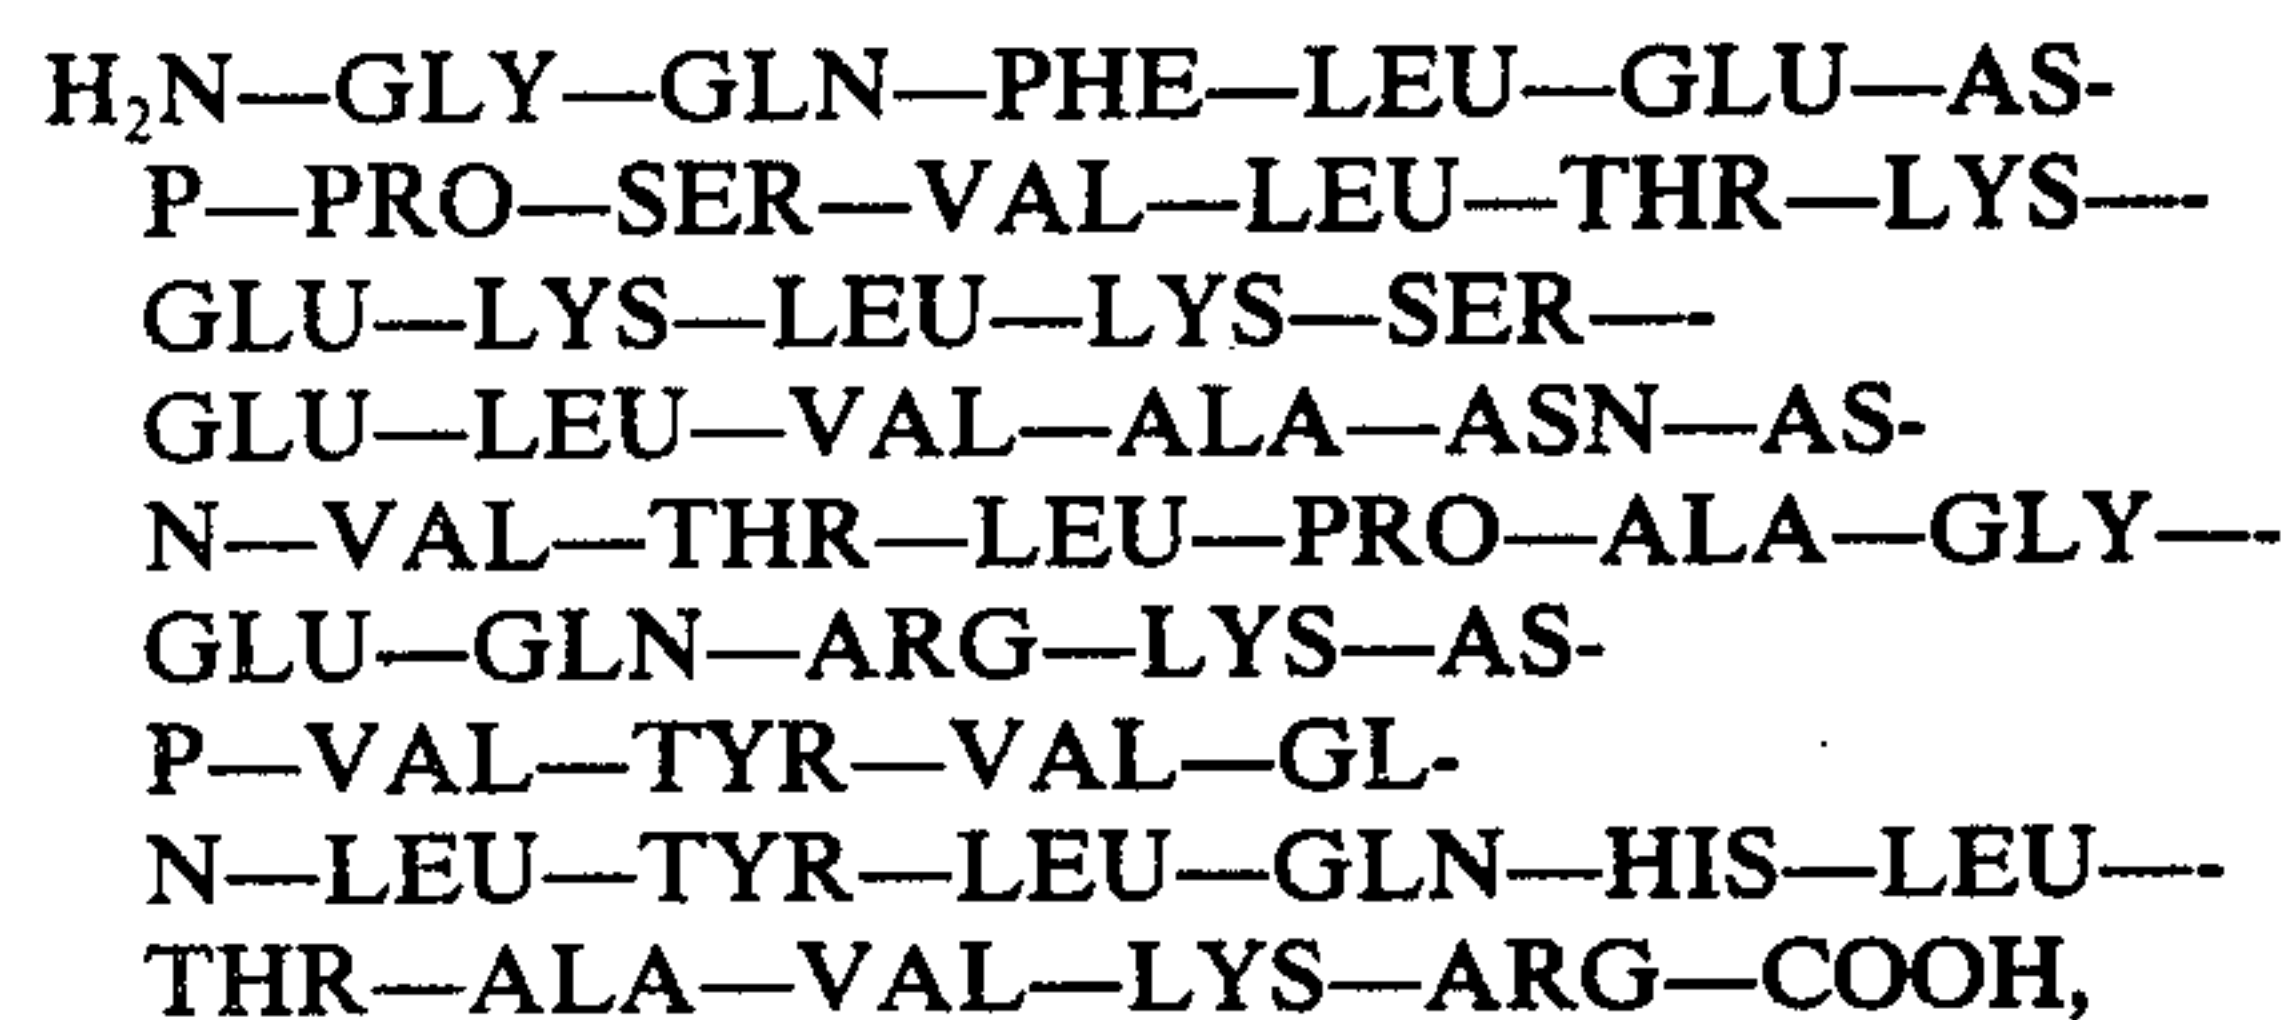 H₂N—GLY—GLN—PHE—LEU—GLU—AS-
P—PRO—SER—VAL—LEU—THR—LYS—-
GLU—LYS—LEU—LYS—SER—-
GLU—LEU—VAL—ALA—ASN—AS-
N—VAL—THR—LEU—PRO—ALA—GLY—-
GLU—GLN—ARG—LYS—AS-
P—VAL—TYR—VAL—GL-
N—LEU—TYR—LEU—GLN—HIS—LEU—-
THR—ALA—VAL—LYS—ARG—COOH,